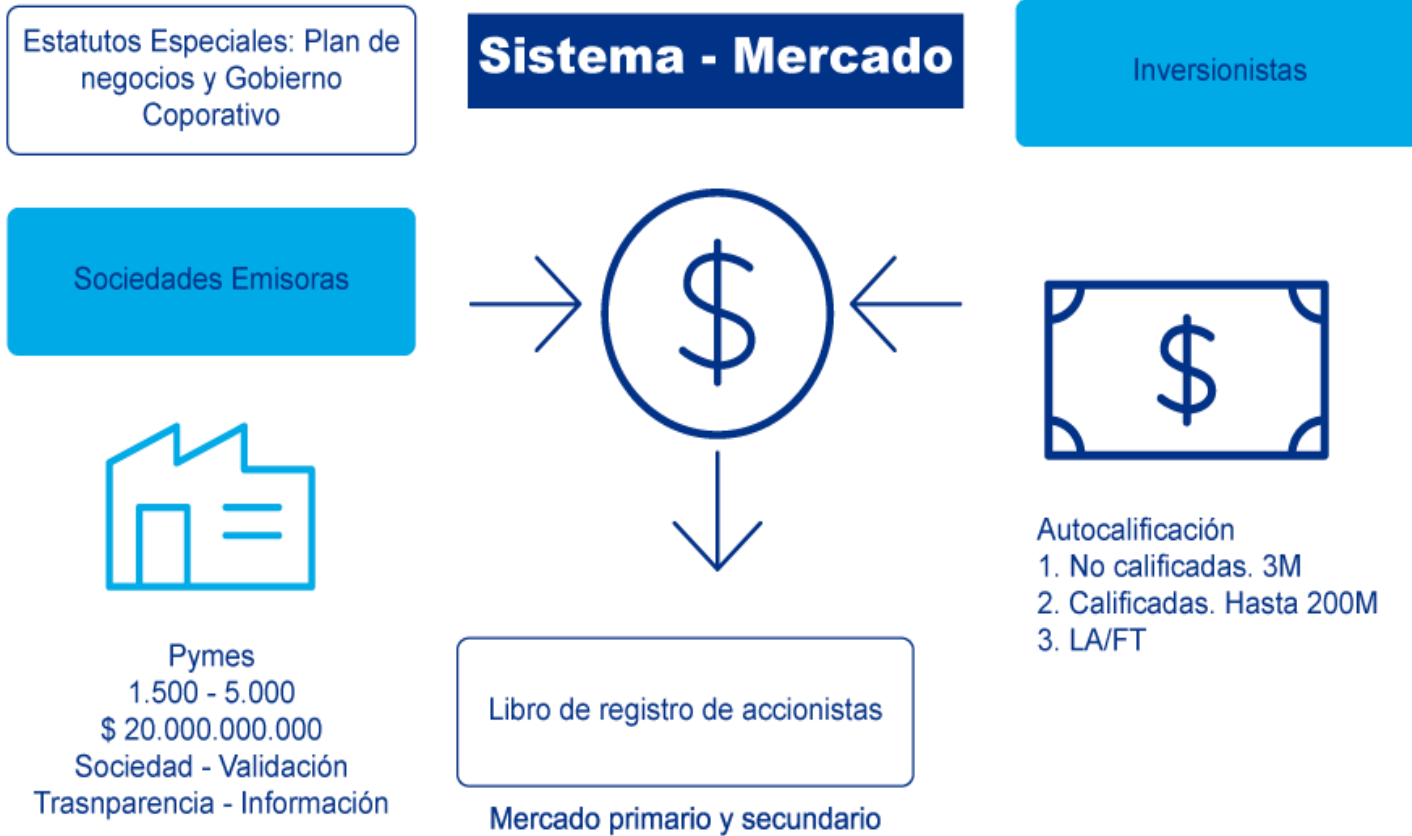 Estatutos Especiales: Plan de
negocios y Gobierno
Coporativo
Sistema - Mercado
Inversionistas
Sociedades Emisoras
$
$
Autocalificación
1. No calificadas. 3M
2. Calificadas. Hasta 200M
3. LA/FT
Pymes
1.500 - 5.000
$ 20.000.000.000
Sociedad - Validación
Trasnparencia - Información
Libro de registro de accionistas
Mercado primario y secundario